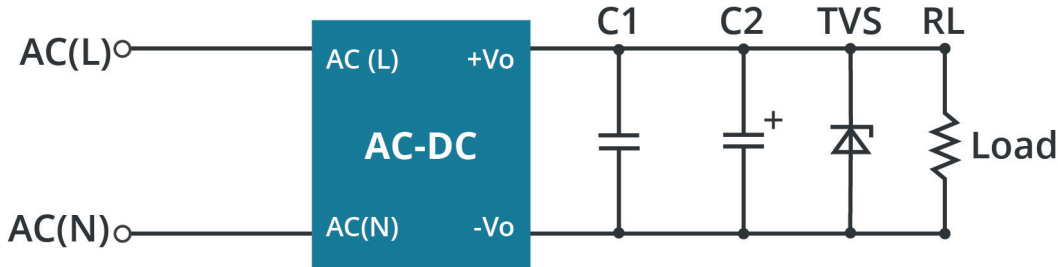 C1 C2 TVS RL
AC(L) AC (L) +Vo
AC-DC + Load
AC(N) AC(N) -Vo